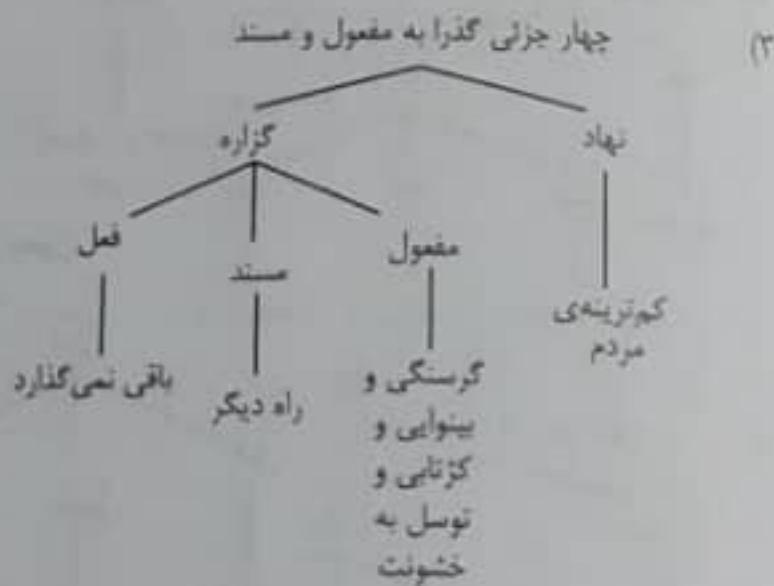 ۳)
چهار جزئی گذرا به مفعول و مسند
نهاد
گزاره
مفعول
مسند
فعل
کم‌ترینه‌ی
مردم
گرسنگی و
بینوایی و
کژتابی و
توسل به
خشونت
راه دیگر
باقی نمی‌گذارد